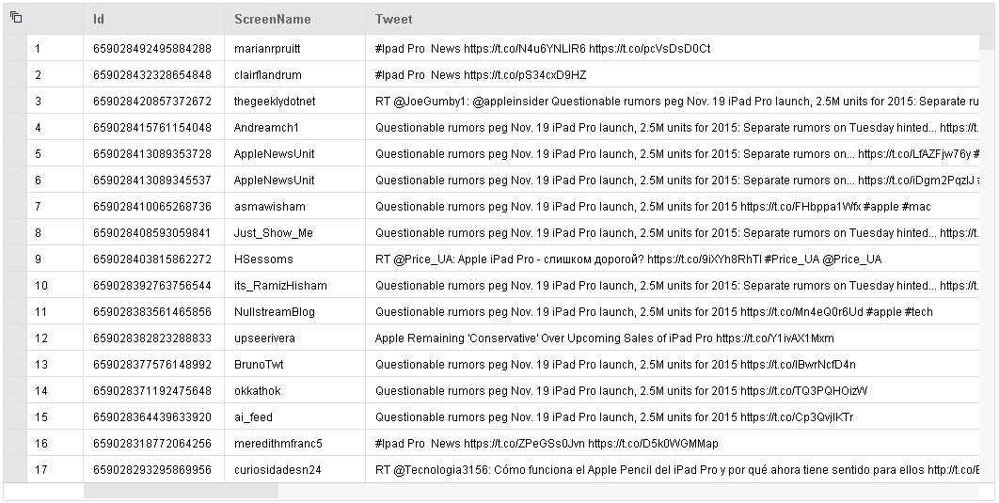 Id ScreenName Tweet
1 659028492495884288 marianrpruitt #Ipad Pro News https://t.co/N4u6YNLIR6 https://t.co/pcVsDsD0Ct
2 659028432328654848 clairflandrum #Ipad Pro News https://t.co/pS34cxD9HZ
3 659028420857372672 thegeeklydotnet RT @JoeGumby1: @appleinsider Questionable rumors peg Nov. 19 iPad Pro launch, 2.5M units for 2015: Separate ru
4 659028415761154048 Andreamch1 Questionable rumors peg Nov. 19 iPad Pro launch, 2.5M units for 2015: Separate rumors on Tuesday hinted... https://t.
5 659028413089353728 AppleNewsUnit Questionable rumors peg Nov. 19 iPad Pro launch, 2.5M units for 2015: Separate rumors on... https://t.co/LfAZFjw76y #
6 659028413089345537 AppleNewsUnit Questionable rumors peg Nov. 19 iPad Pro launch, 2.5M units for 2015: Separate rumors on... https://t.co/iDgm2PqzlJ #
7 659028410065268736 asmawisham Questionable rumors peg Nov. 19 iPad Pro launch, 2.5M units for 2015 https://t.co/FHbppa1Wfx #apple #mac
8 659028408593059841 Just_Show_Me Questionable rumors peg Nov. 19 iPad Pro launch, 2.5M units for 2015: Separate rumors on Tuesday hinted... https://t.
9 659028403815862272 HSessoms RT @Price_UA: Apple iPad Pro - слишком дорогой? https://t.co/9iXYh8RhTl #Price_UA @Price_UA
10 659028392763756544 its_RamizHisham Questionable rumors peg Nov. 19 iPad Pro launch, 2.5M units for 2015: Separate rumors on Tuesday hinted... https://t.
11 659028383561465856 NullstreamBlog Questionable rumors peg Nov. 19 iPad Pro launch, 2.5M units for 2015 https://t.co/Mn4eQ0r6Ud #apple #tech
12 659028382823288833 upseerivera Apple Remaining 'Conservative' Over Upcoming Sales of iPad Pro https://t.co/Y1ivAX1Mxm
13 659028377576148992 BrunoTwt Questionable rumors peg Nov. 19 iPad Pro launch, 2.5M units for 2015 https://t.co/IBwrNcfD4n
14 659028371192475648 okkathok Questionable rumors peg Nov. 19 iPad Pro launch, 2.5M units for 2015 https://t.co/TQ3PQHOizW
15 659028364439633920 ai_feed Questionable rumors peg Nov. 19 iPad Pro launch, 2.5M units for 2015 https://t.co/Cp3QvjIKTr
16 659028318772064256 meredithmfranc5 #Ipad Pro News https://t.co/ZPeGSs0Jvn https://t.co/D5k0WGMMap
17 659028293295869956 curiosidadesn24 RT @Tecnologia3156: Cómo funciona el Apple Pencil del iPad Pro y por qué ahora tiene sentido para ellos http://t.co/E